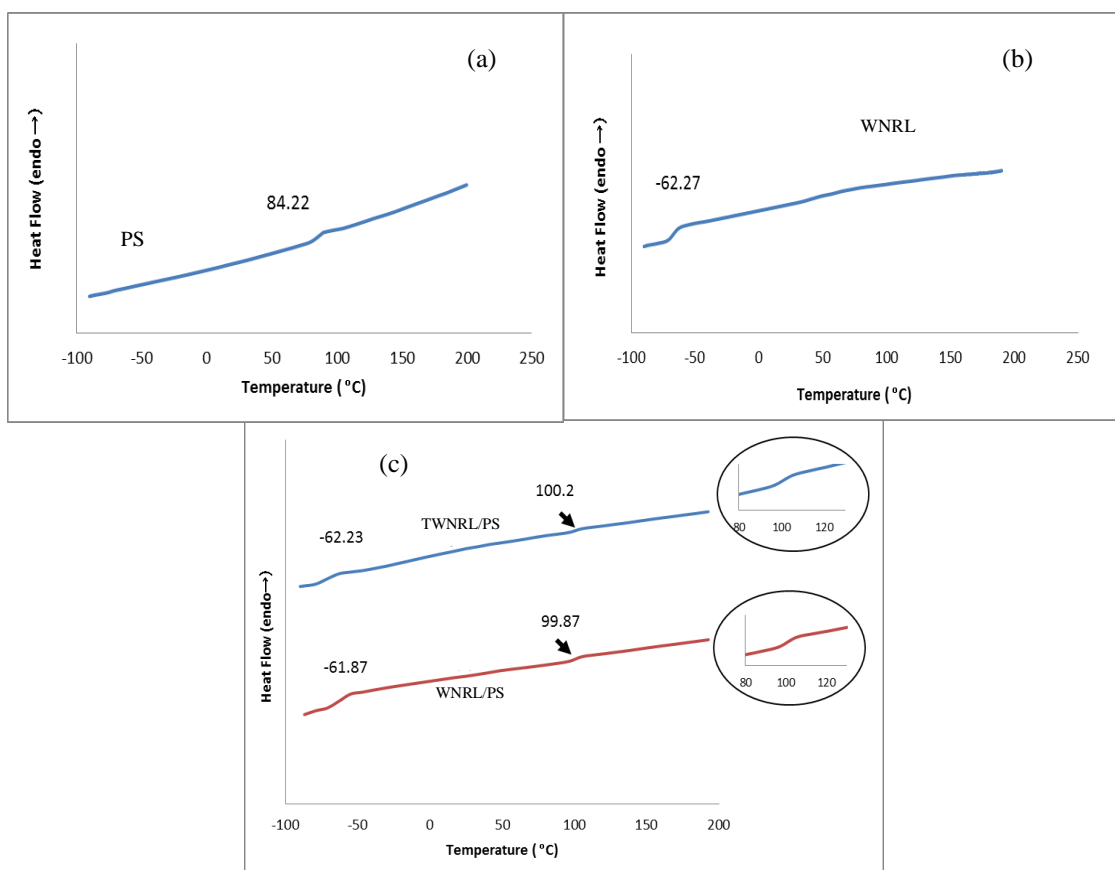 (a)
Heat Flow (endo →)
84.22
PS
-100 -50 0 50 100 150 200 250
Temperature ( °C)
(b)
Heat Flow (endo →)
WNRL
-62.27
-100 -50 0 50 100 150 200 250
Temperature ( °C)
(c)
Heat Flow (endo→)
100.2
TWNRL/PS
-62.23
80 100 120
99.87
-61.87
WNRL/PS
80 100 120
-100 -50 0 50 100 150 200
Temperature ( °C)